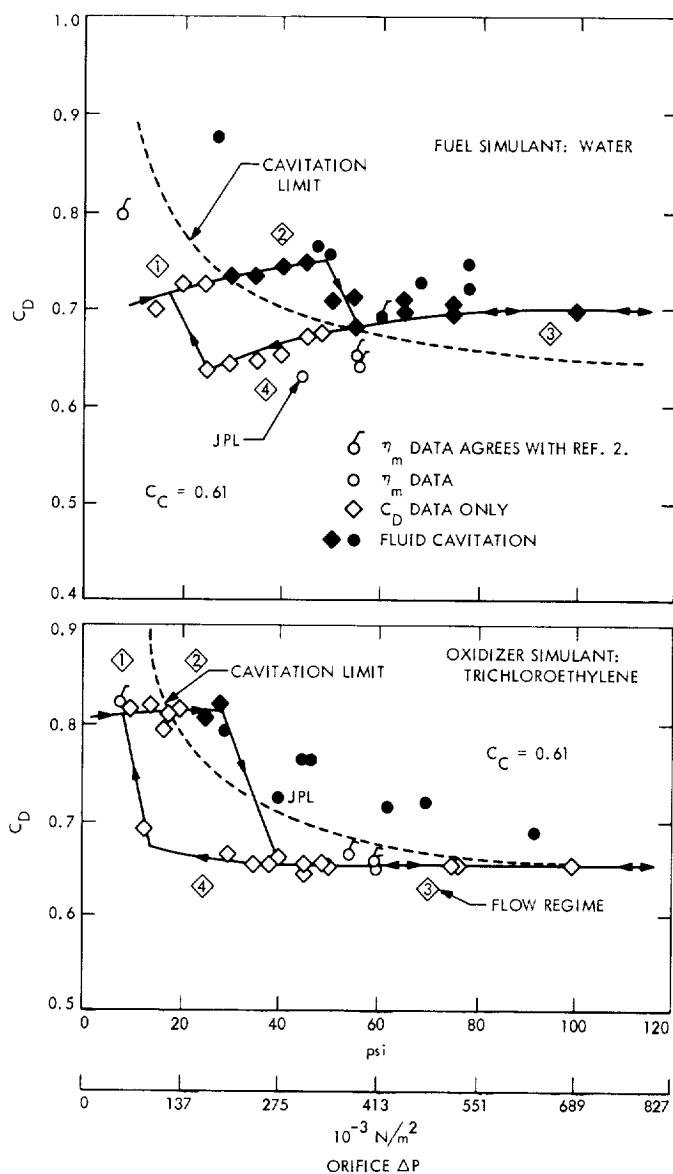 1.0
0.9
0.8
0.7
0.6
0.5
0.4
C_D
FUEL SIMULANT: WATER
CAVITATION
LIMIT
1
2
3
4
JPL
η_m DATA AGREES WITH REF. 2.
η_m DATA
C_D DATA ONLY
FLUID CAVITATION
C_C = 0.61
0.9
0.8
0.7
0.6
0.5
C_D
OXIDIZER SIMULANT:
TRICHLOROETHYLENE
1
2
CAVITATION LIMIT
C_C = 0.61
JPL
4
3
FLOW REGIME
0 20 40 60 80 100 120
psi
0 137 275 413 551 689 827
10⁻³ N/m²
ORIFICE ΔP